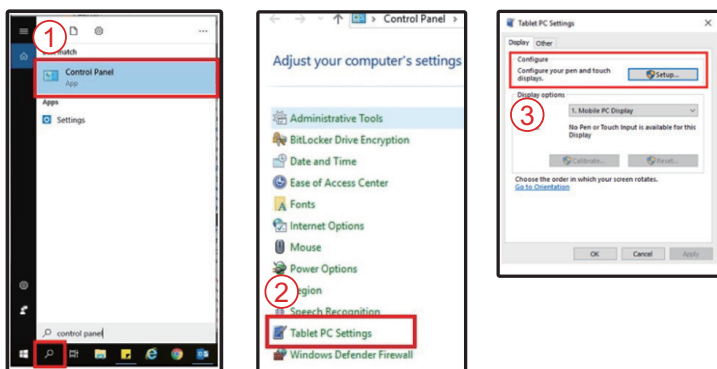 1
Best match
Control Panel
App
Apps
Settings
control panel
Control Panel
Adjust your computer's settings
Administrative Tools
BitLocker Drive Encryption
Date and Time
Ease of Access Center
Fonts
Internet Options
Mouse
Power Options
2
Region
Speech Recognition
Tablet PC Settings
Windows Defender Firewall
Tablet PC Settings
Display Other
Configure
Configure your pen and touch
displays.
Setup...
Display options
3
1. Mobile PC Display
No Pen or Touch Input is available for this
Display
Calibrate... Reset...
Choose the order in which your screen rotates.
Go to Orientation
OK Cancel Apply